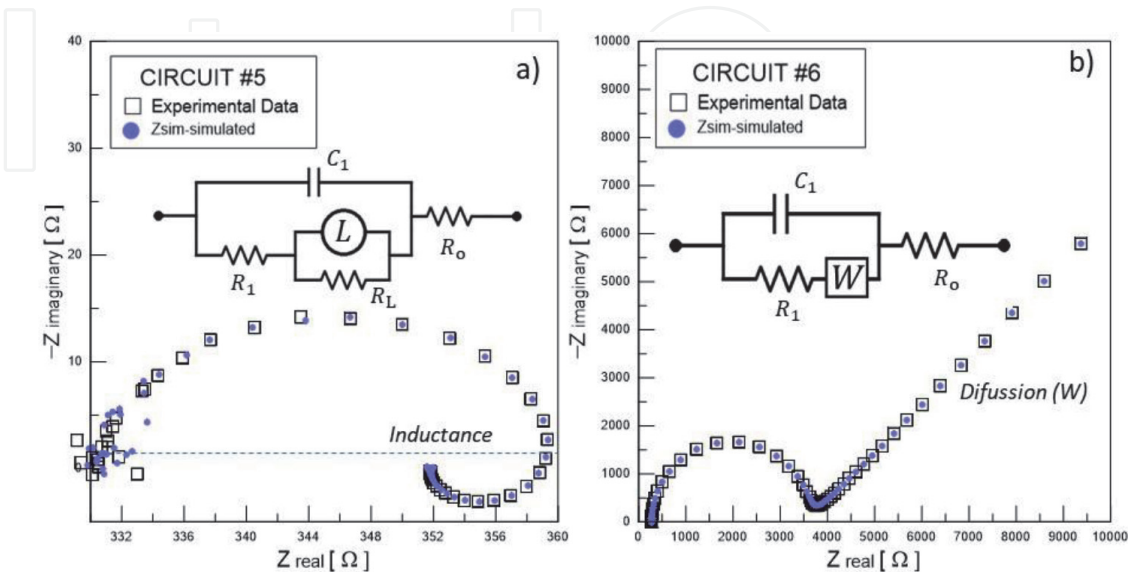 a)
CIRCUIT #5
Experimental Data
Zsim-simulated
C1
L
R1
RL
Ro
Inductance
40
30
20
10
0
−Z imaginary [ Ω ]
332 336 340 344 348 352 356 360
Z real [ Ω ]
b)
CIRCUIT #6
Experimental Data
Zsim-simulated
C1
W
R1
Ro
Difussion (W)
10000
9000
8000
7000
6000
5000
4000
3000
2000
1000
0
−Z imaginary [ Ω ]
0 1000 2000 3000 4000 5000 6000 7000 8000 9000 10000
Z real [ Ω ]